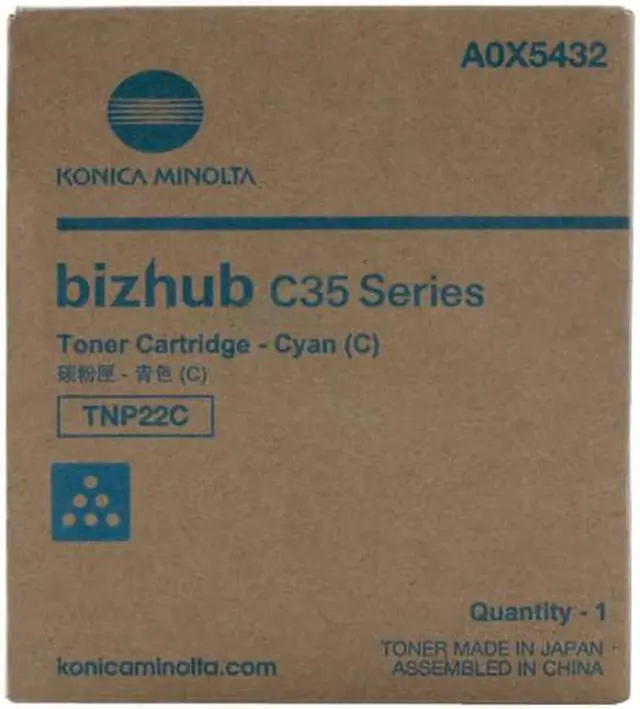 A0X5432
KONICA MINOLTA
bizhub C35 Series
Toner Cartridge - Cyan (C)
碳粉匣 - 青色 (C)
TNP22C
Quantity - 1
TONER MADE IN JAPAN
konicaminolta.com ASSEMBLED IN CHINA